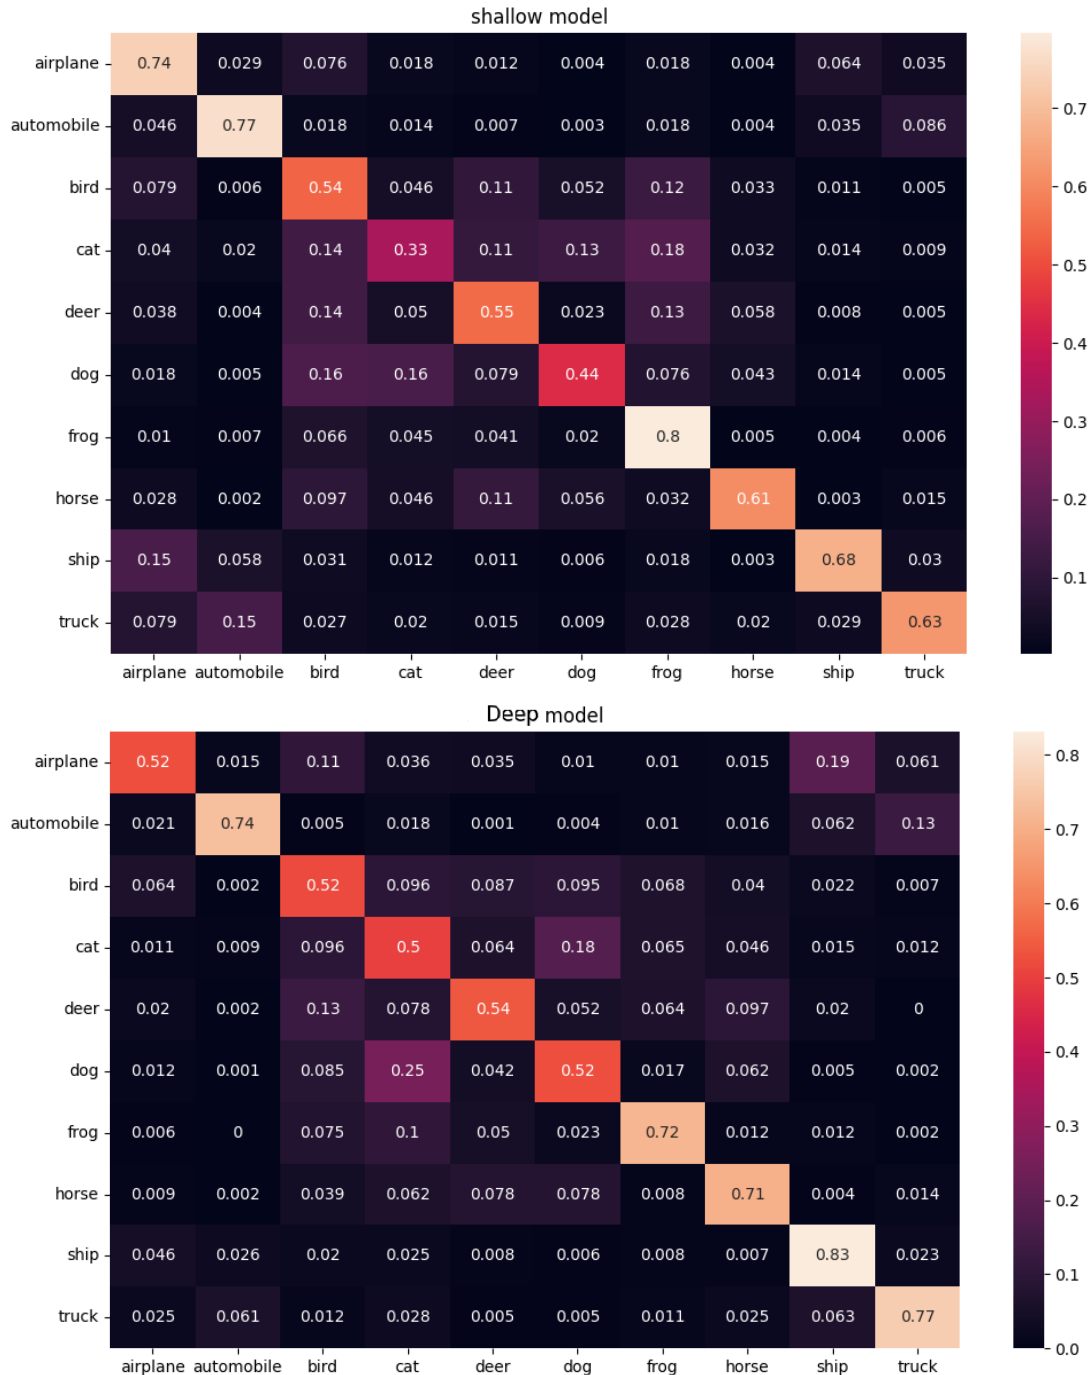 shallow model
airplane 0.74 0.029 0.076 0.018 0.012 0.004 0.018 0.004 0.064 0.035
automobile 0.046 0.77 0.018 0.014 0.007 0.003 0.018 0.004 0.035 0.086
bird 0.079 0.006 0.54 0.046 0.11 0.052 0.12 0.033 0.011 0.005
cat 0.04 0.02 0.14 0.33 0.11 0.13 0.18 0.032 0.014 0.009
deer 0.038 0.004 0.14 0.05 0.55 0.023 0.13 0.058 0.008 0.005
dog 0.018 0.005 0.16 0.16 0.079 0.44 0.076 0.043 0.014 0.005
frog 0.01 0.007 0.066 0.045 0.041 0.02 0.8 0.005 0.004 0.006
horse 0.028 0.002 0.097 0.046 0.11 0.056 0.032 0.61 0.003 0.015
ship 0.15 0.058 0.031 0.012 0.011 0.006 0.018 0.003 0.68 0.03
truck 0.079 0.15 0.027 0.02 0.015 0.009 0.028 0.02 0.029 0.63
airplane automobile bird cat deer dog frog horse ship truck
0.7
0.6
0.5
0.4
0.3
0.2
0.1
Deep model
airplane 0.52 0.015 0.11 0.036 0.035 0.01 0.01 0.015 0.19 0.061
automobile 0.021 0.74 0.005 0.018 0.001 0.004 0.01 0.016 0.062 0.13
bird 0.064 0.002 0.52 0.096 0.087 0.095 0.068 0.04 0.022 0.007
cat 0.011 0.009 0.096 0.5 0.064 0.18 0.065 0.046 0.015 0.012
deer 0.02 0.002 0.13 0.078 0.54 0.052 0.064 0.097 0.02 0
dog 0.012 0.001 0.085 0.25 0.042 0.52 0.017 0.062 0.005 0.002
frog 0.006 0 0.075 0.1 0.05 0.023 0.72 0.012 0.012 0.002
horse 0.009 0.002 0.039 0.062 0.078 0.078 0.008 0.71 0.004 0.014
ship 0.046 0.026 0.02 0.025 0.008 0.006 0.008 0.007 0.83 0.023
truck 0.025 0.061 0.012 0.028 0.005 0.005 0.011 0.025 0.063 0.77
airplane automobile bird cat deer dog frog horse ship truck
0.8
0.7
0.6
0.5
0.4
0.3
0.2
0.1
0.0